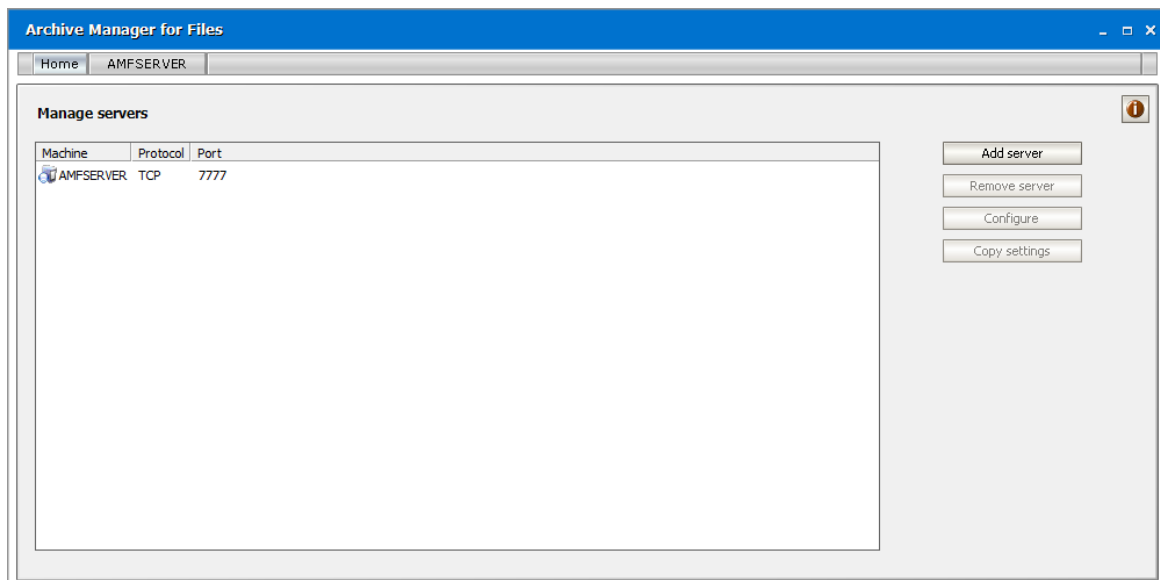 Archive Manager for Files
Home AMFSERVER
Manage servers
Machine Protocol Port
AMFSERVER TCP 7777
Add server
Remove server
Configure
Copy settings